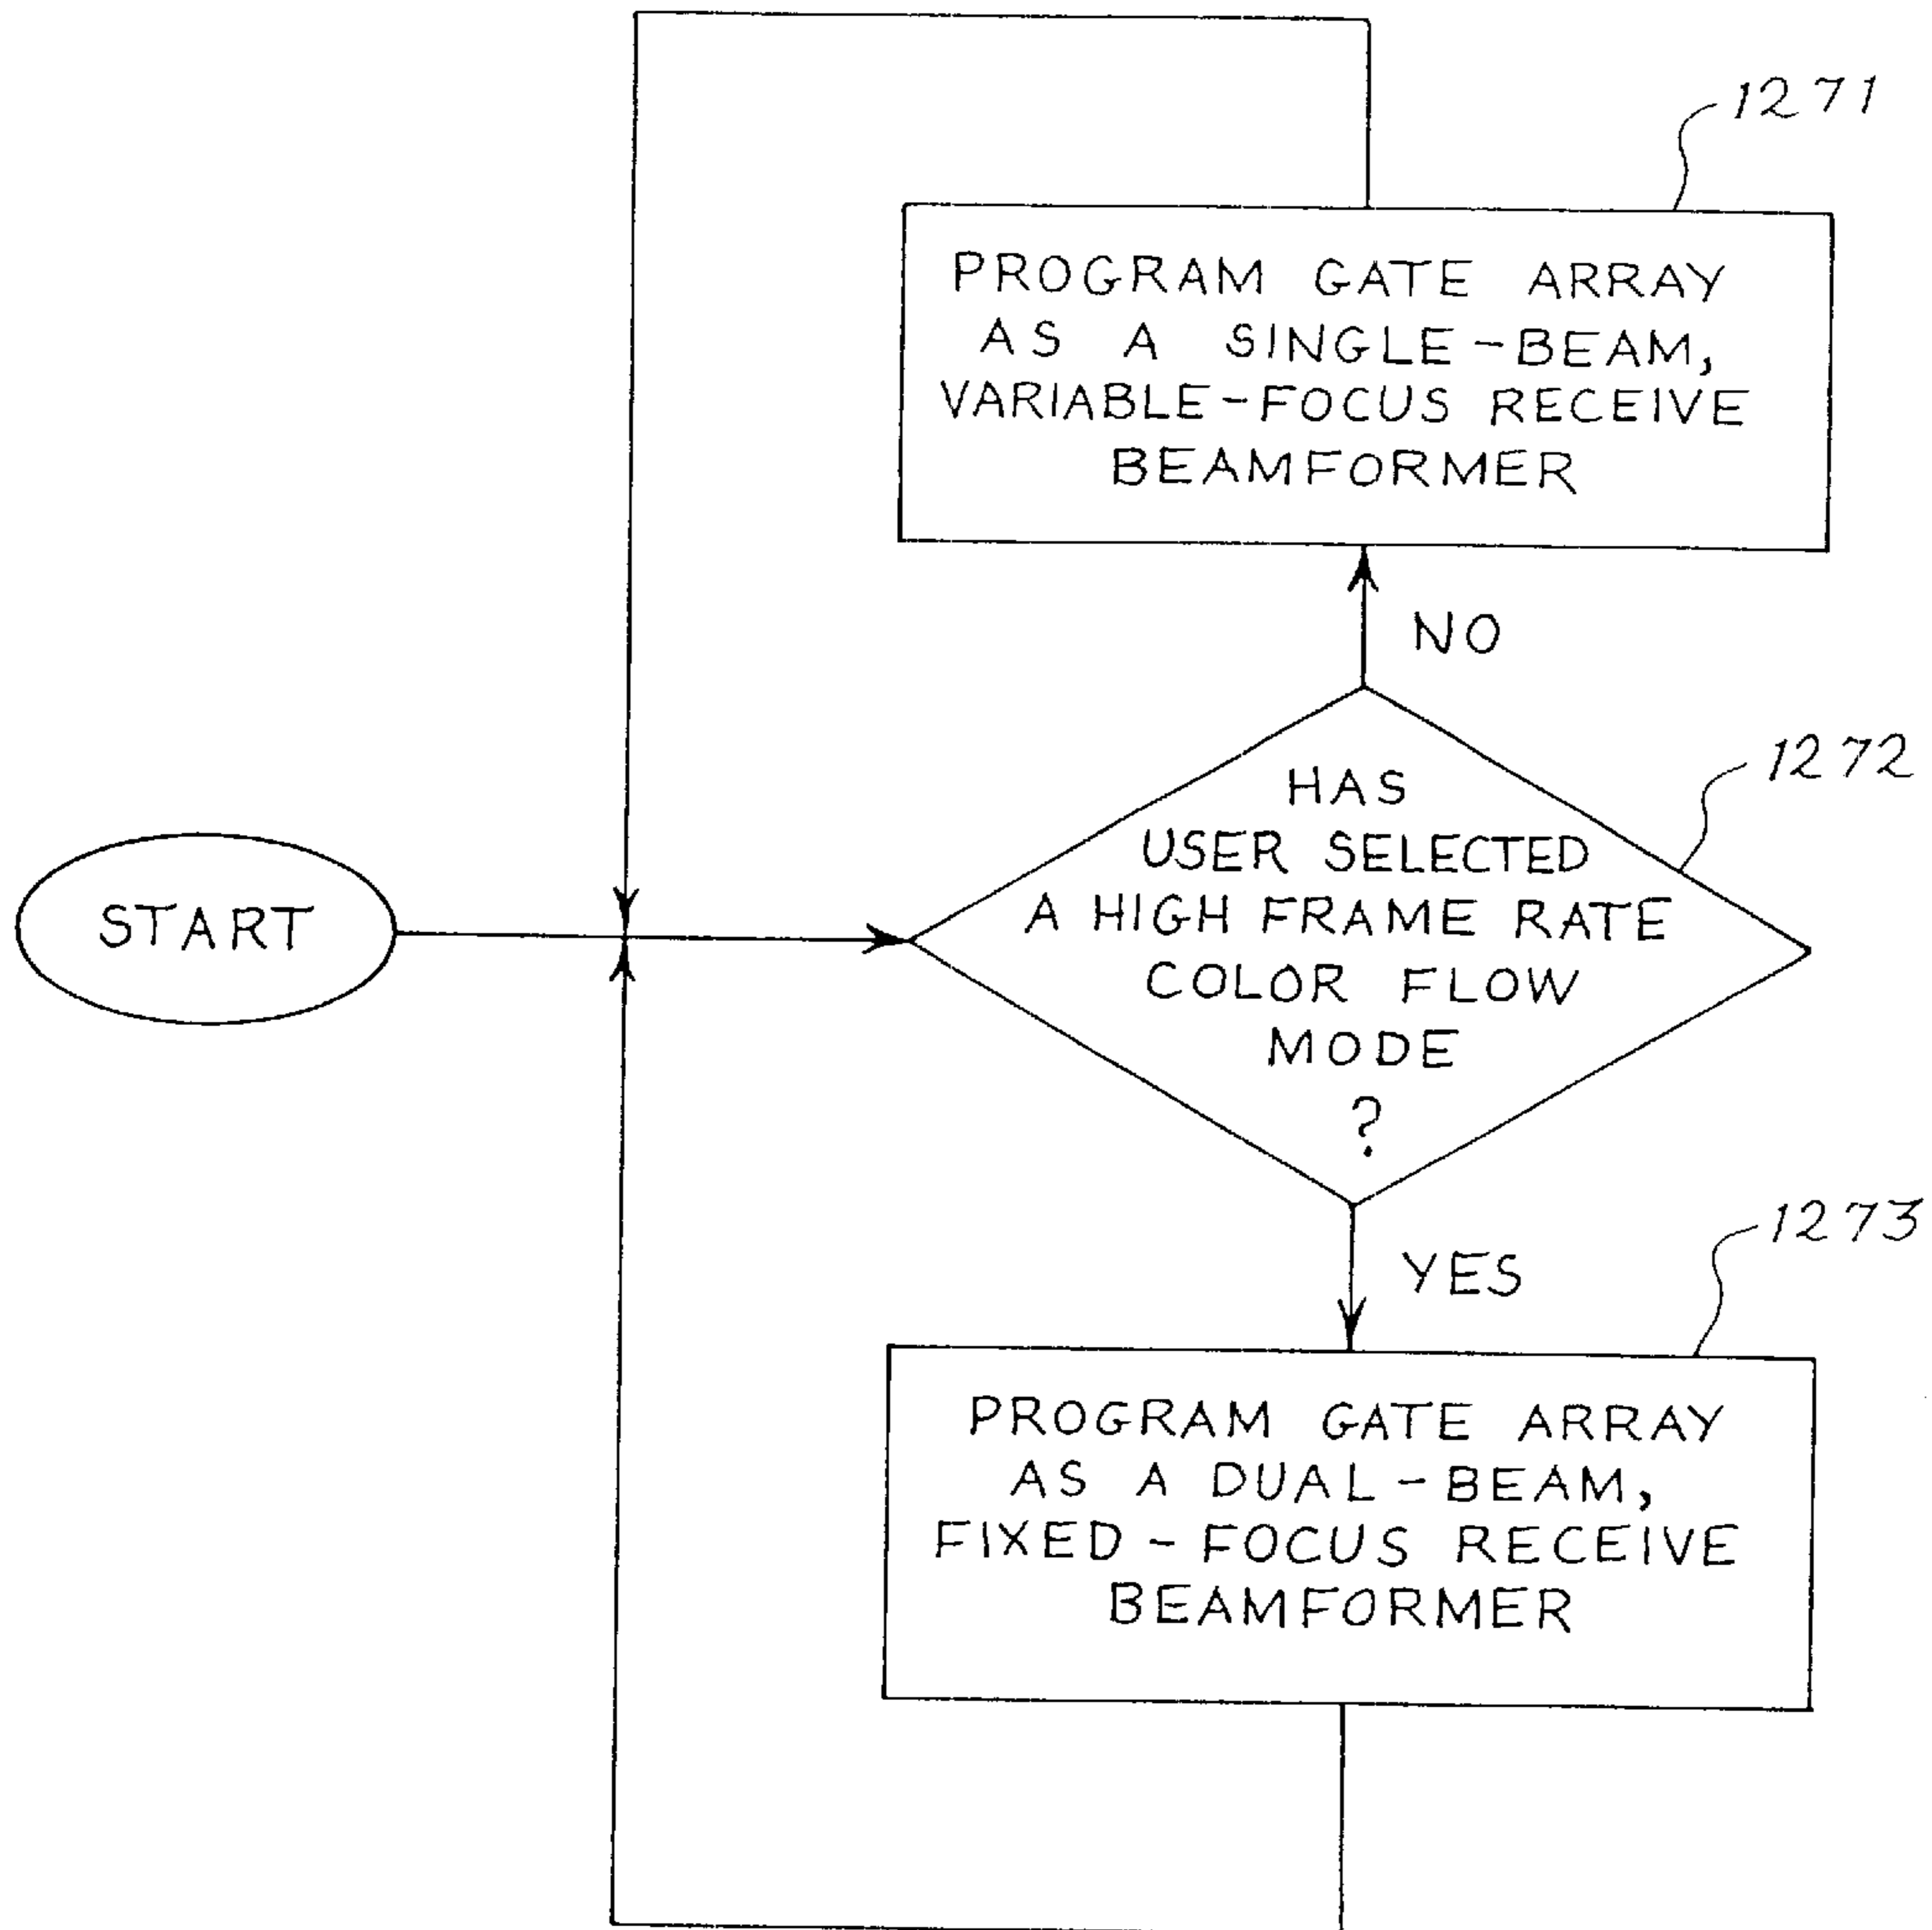 1271
PROGRAM GATE ARRAY
AS A SINGLE-BEAM,
VARIABLE-FOCUS RECEIVE
BEAMFORMER
NO
1272
HAS
USER SELECTED
A HIGH FRAME RATE
COLOR FLOW
MODE
?
START
1273
YES
PROGRAM GATE ARRAY
AS A DUAL-BEAM,
FIXED-FOCUS RECEIVE
BEAMFORMER